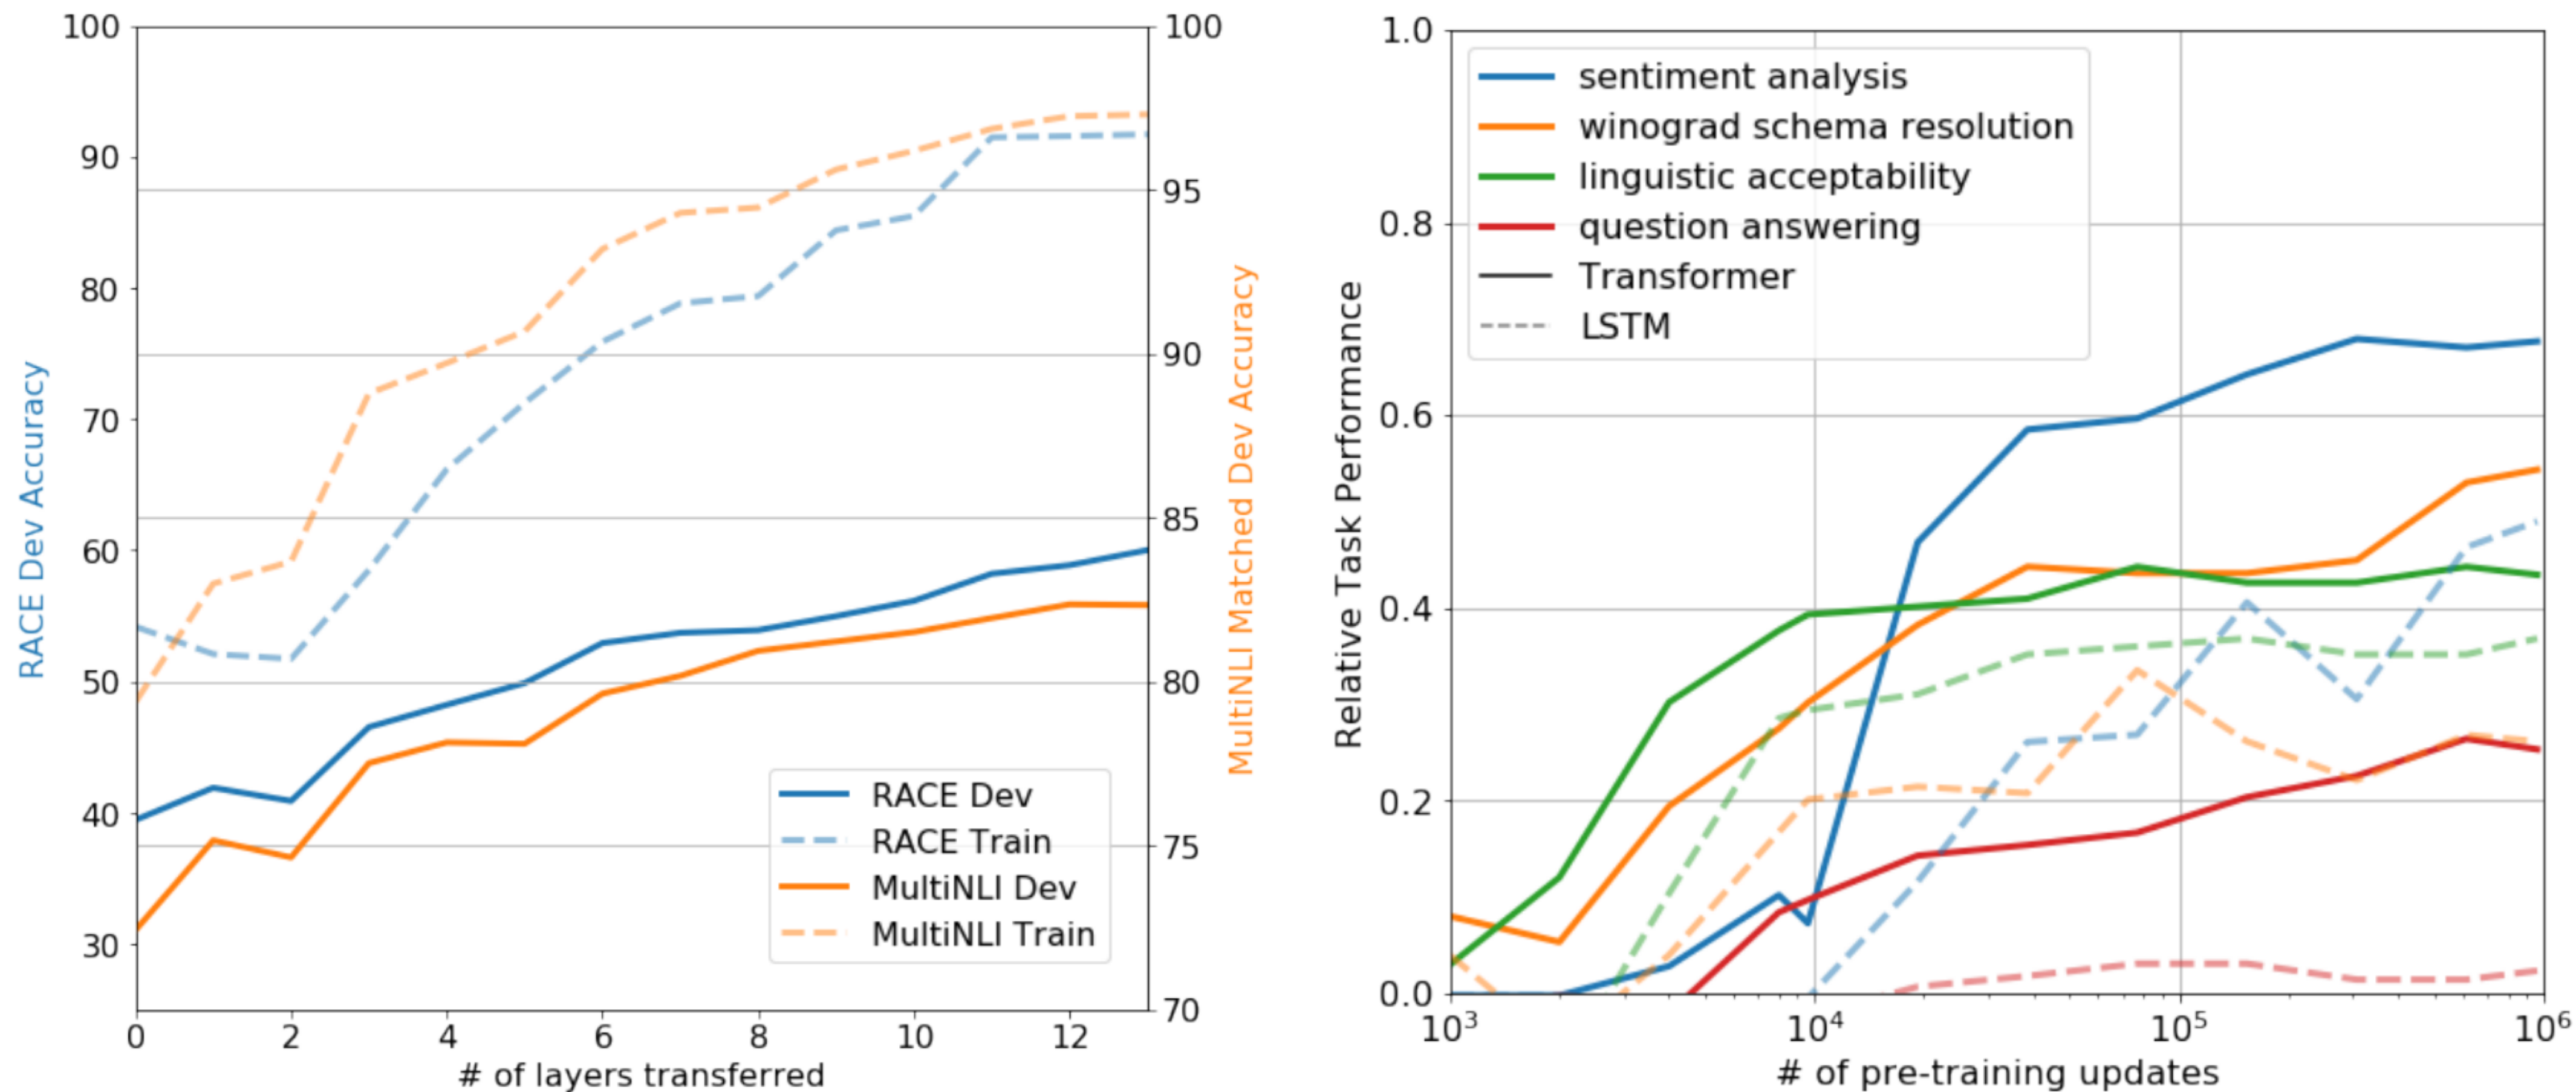 100
90
80
70
60
50
40
30
RACE Dev Accuracy
0 2 4 6 8 10 12
# of layers transferred
100
95
90
85
80
75
70
MultiNLI Matched Dev Accuracy
RACE Dev
RACE Train
MultiNLI Dev
MultiNLI Train
1.0
0.8
0.6
0.4
0.2
0.0
Relative Task Performance
sentiment analysis
winograd schema resolution
linguistic acceptability
question answering
Transformer
LSTM
10³ 10⁴ 10⁵ 10⁶
# of pre-training updates